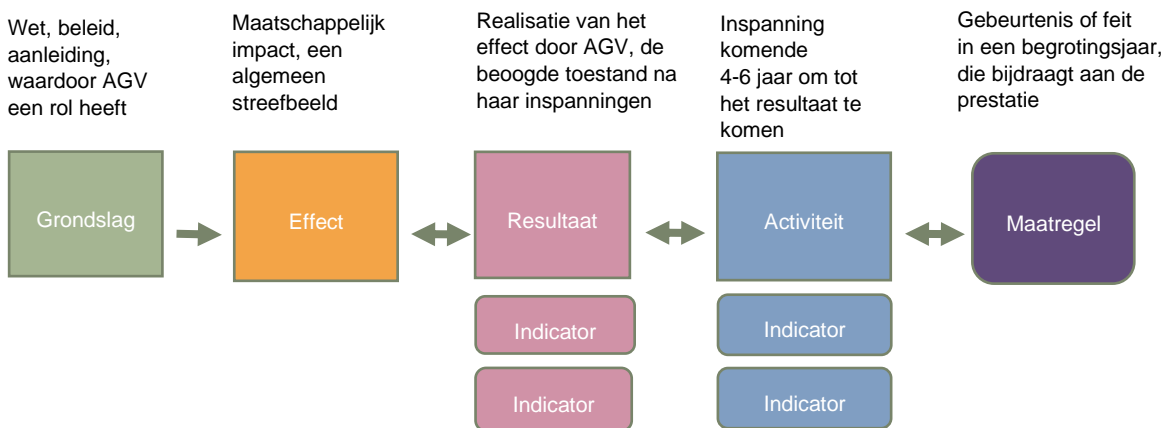 Wet, beleid,
aanleiding,
waardoor AGV
een rol heeft
Maatschappelijk
impact, een
algemeen
streefbeeld
Realisatie van het
effect door AGV, de
beoogde toestand na
haar inspanningen
Inspanning
komende
4-6 jaar om tot
het resultaat te
komen
Gebeurtenis of feit
in een begrotingsjaar,
die bijdraagt aan de
prestatie
Grondslag
Effect
Resultaat
Activiteit
Maatregel
Indicator
Indicator
Indicator
Indicator